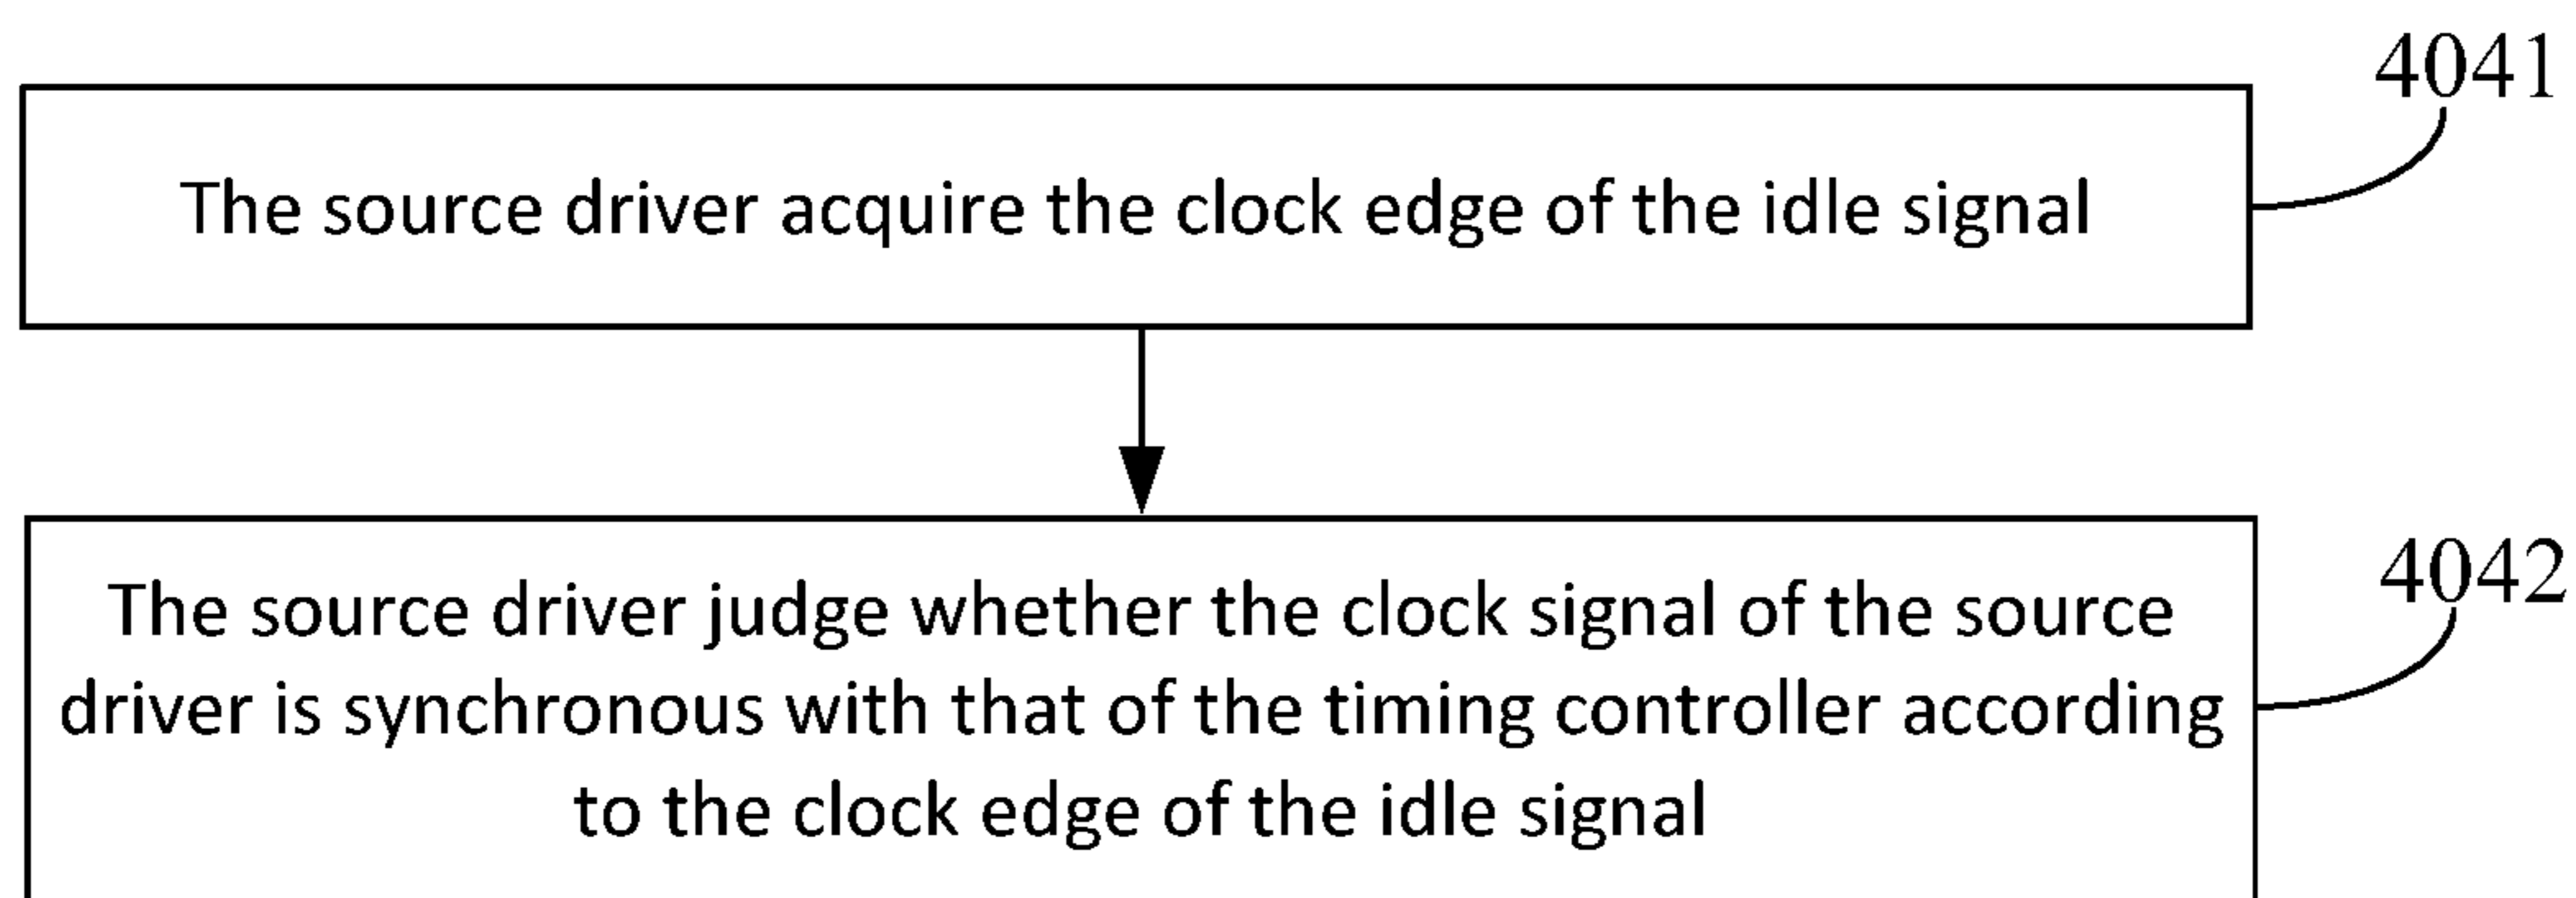 4041
The source driver acquire the clock edge of the idle signal
4042
The source driver judge whether the clock signal of the source
driver is synchronous with that of the timing controller according
to the clock edge of the idle signal